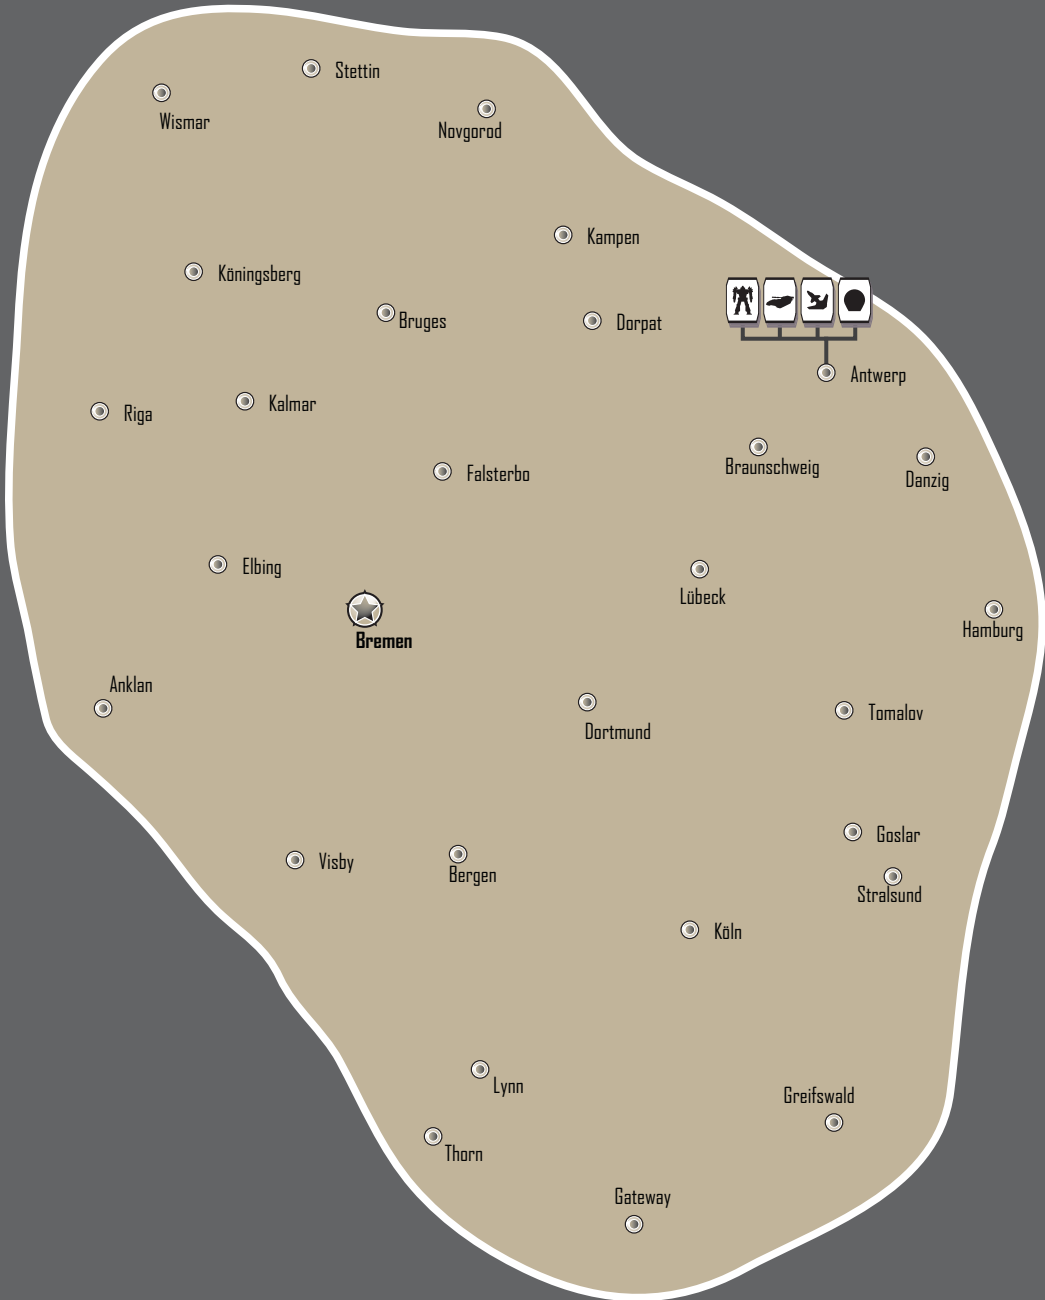 Stettin
Wismar
Novgorod
Kampen
Köningsberg
Bruges
Dorpat
Antwerp
Kalmar
Riga
Braunschweig
Falsterbo
Danzig
Elbing
Lübeck
Hamburg
Bremen
Anklan
Tomalov
Dortmund
Goslar
Visby
Bergen
Stralsund
Köln
Lynn
Greifswald
Thorn
Gateway